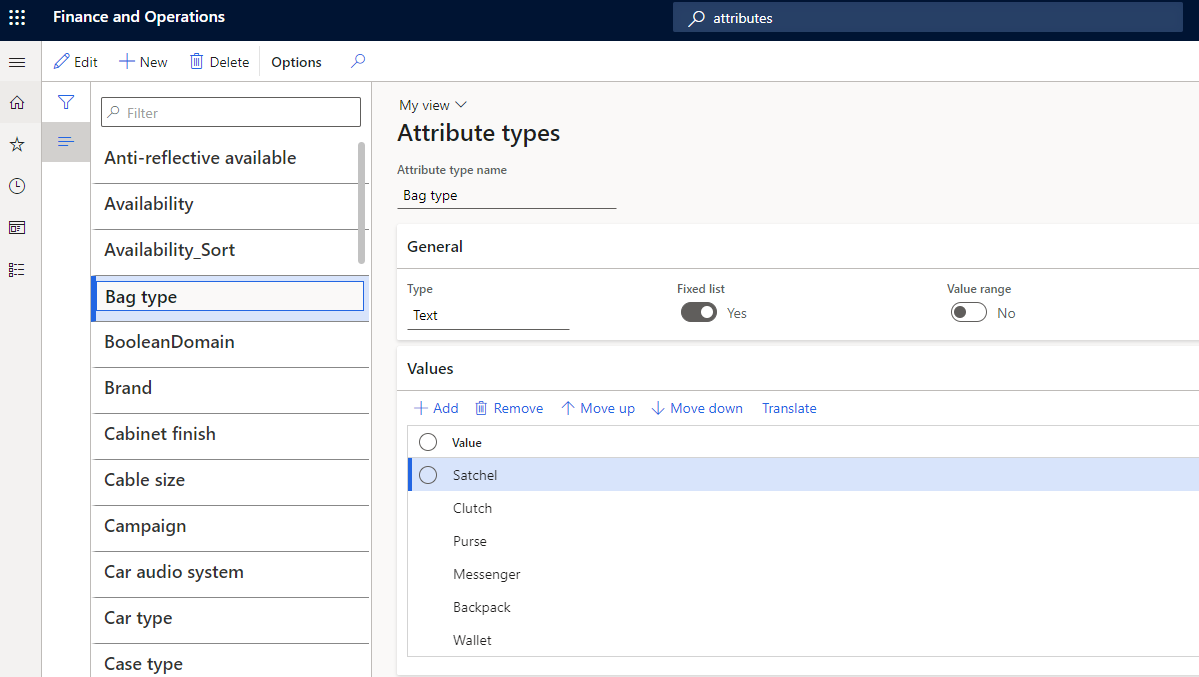 Finance and Operations
attributes
Edit
New
Delete
Options
Filter
Anti-reflective available
Availability
Availability_Sort
Bag type
BooleanDomain
Brand
Cabinet finish
Cable size
Campaign
Car audio system
Car type
Case type
My view
Attribute types
Attribute type name
Bag type
General
Type
Fixed list
Value range
Text
Yes
No
Values
Add
Remove
Move up
Move down
Translate
Value
Satchel
Clutch
Purse
Messenger
Backpack
Wallet